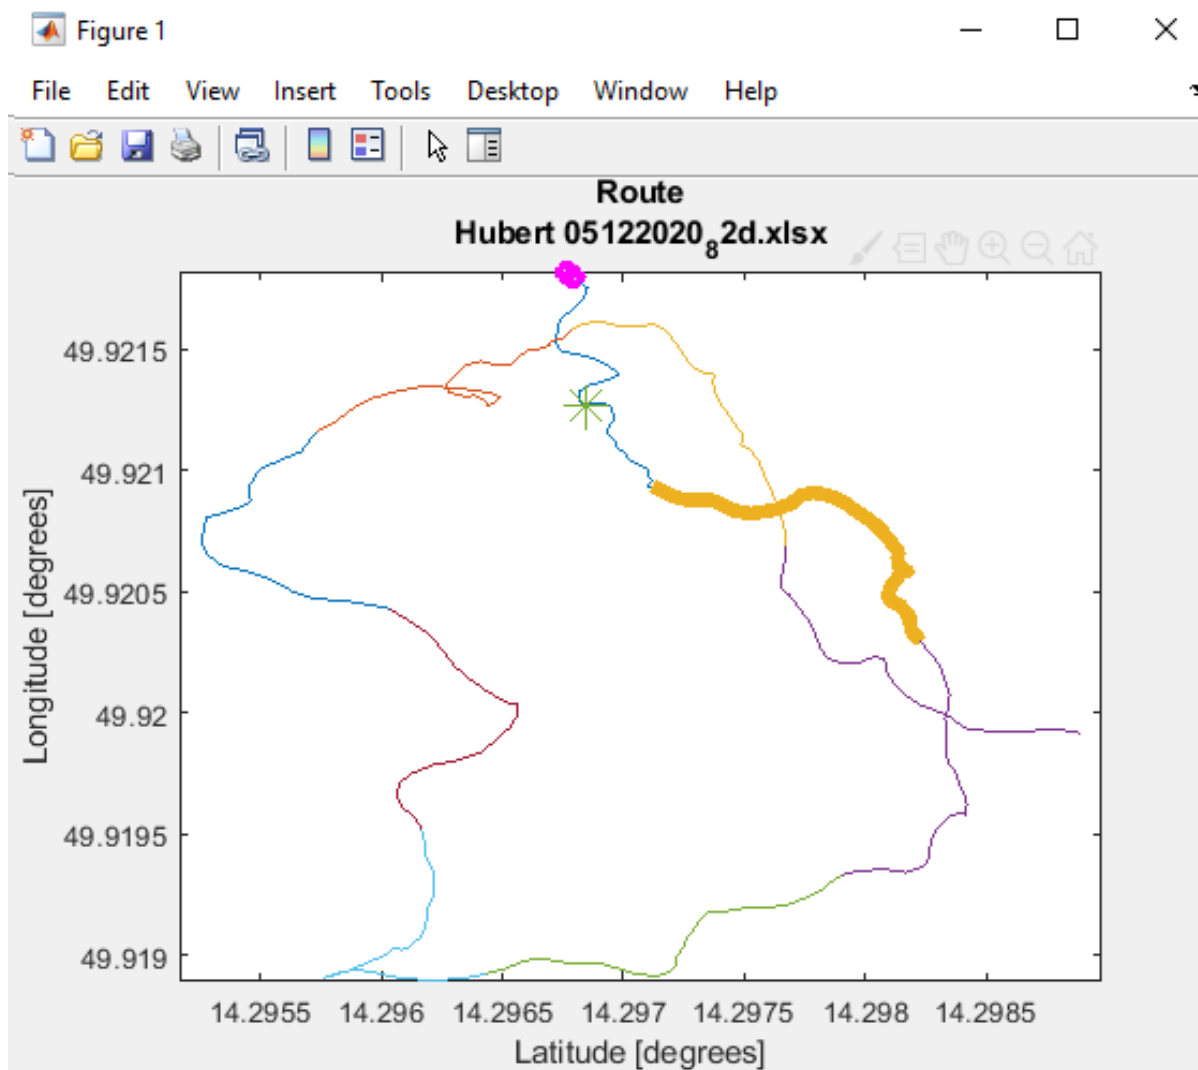 Figure 1
File Edit View Insert Tools Desktop Window Help
Route
Hubert 05122020₈2d.xlsx
49.9215
49.921
49.9205
49.92
49.9195
49.919
Longitude [degrees]
14.2955 14.296 14.2965 14.297 14.2975 14.298 14.2985
Latitude [degrees]